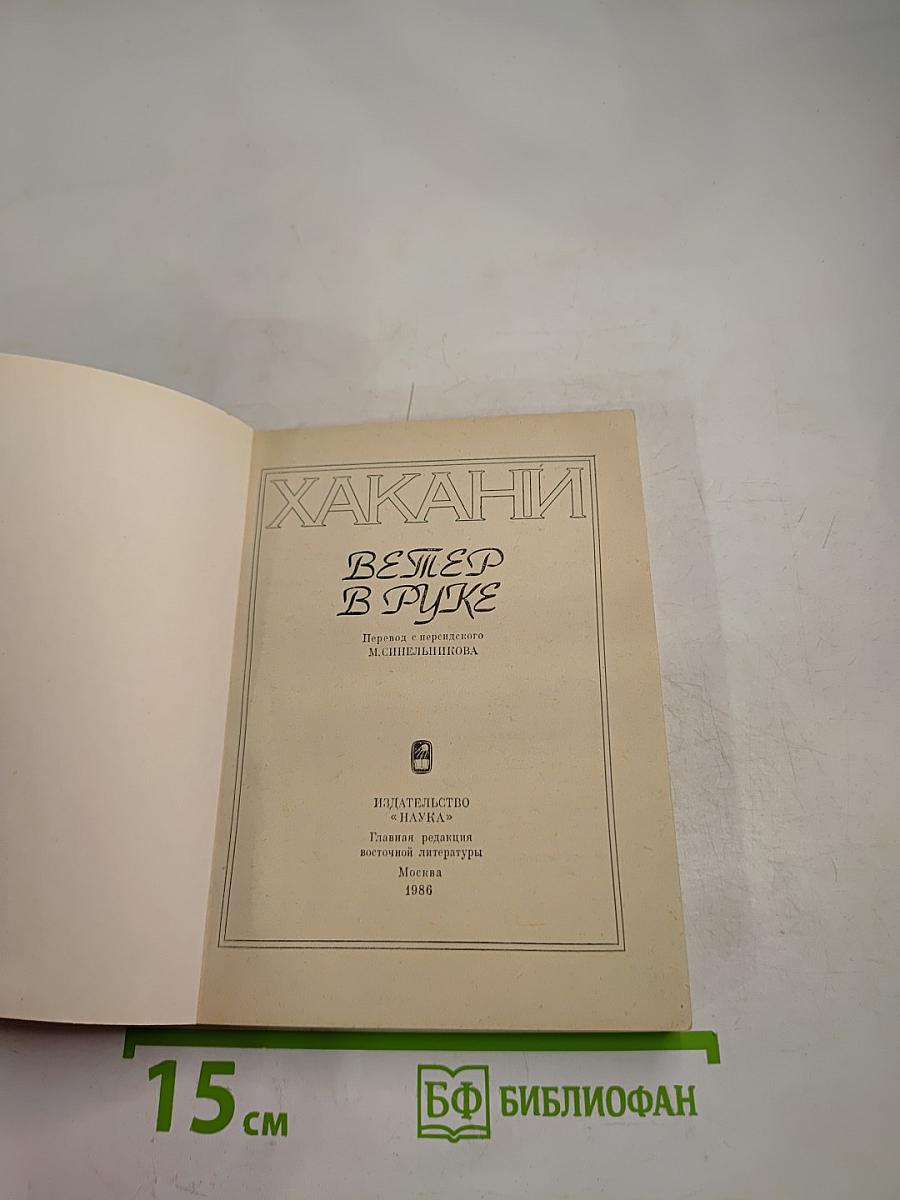 ХАКАНИ
ВЕТЕР
В РУКЕ
Перевод с персидского
М.СИНЕЛЬНИКОВА
ИЗДАТЕЛЬСТВО
«НАУКА»
Главная редакция
восточной литературы
Москва
1986
15 см
БФ БИБЛИОФАН